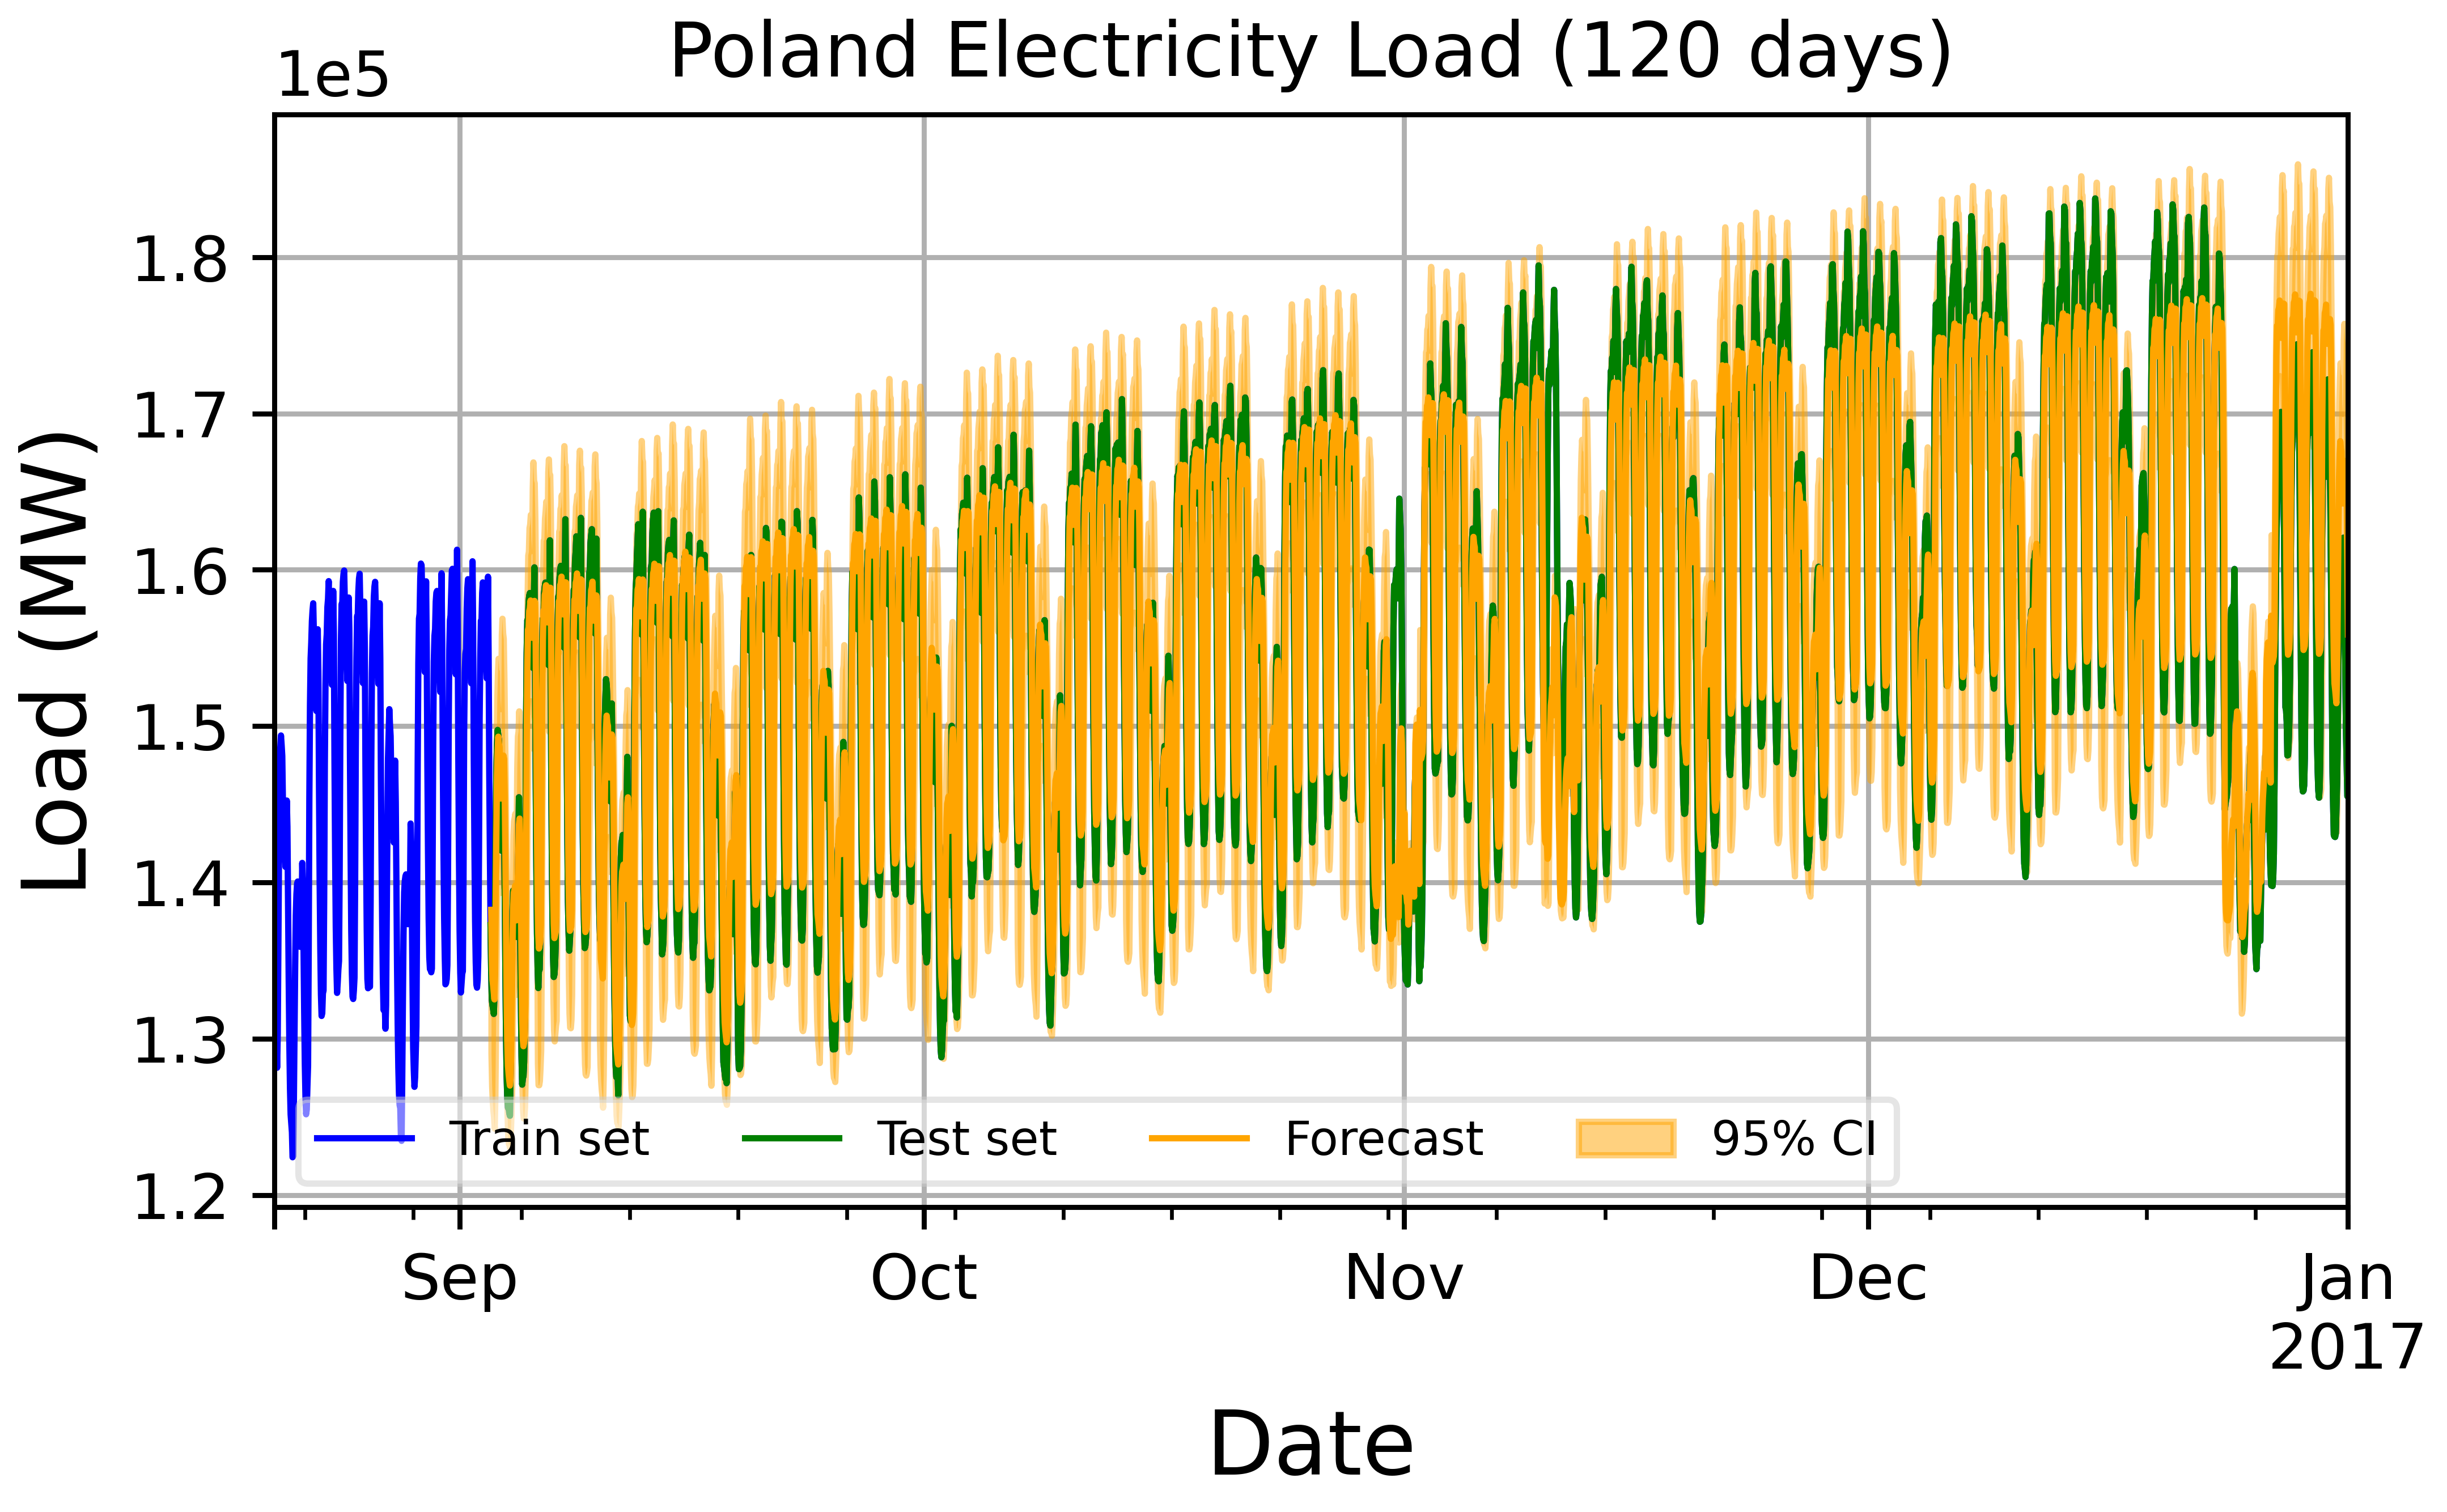 Poland Electricity Load (120 days)
1e5
1.8
1.7
1.6
1.5
1.4
1.3
1.2
Load (MW)
Train set
Test set
Forecast
95% CI
Sep
Oct
Nov
Dec
Jan
2017
Date